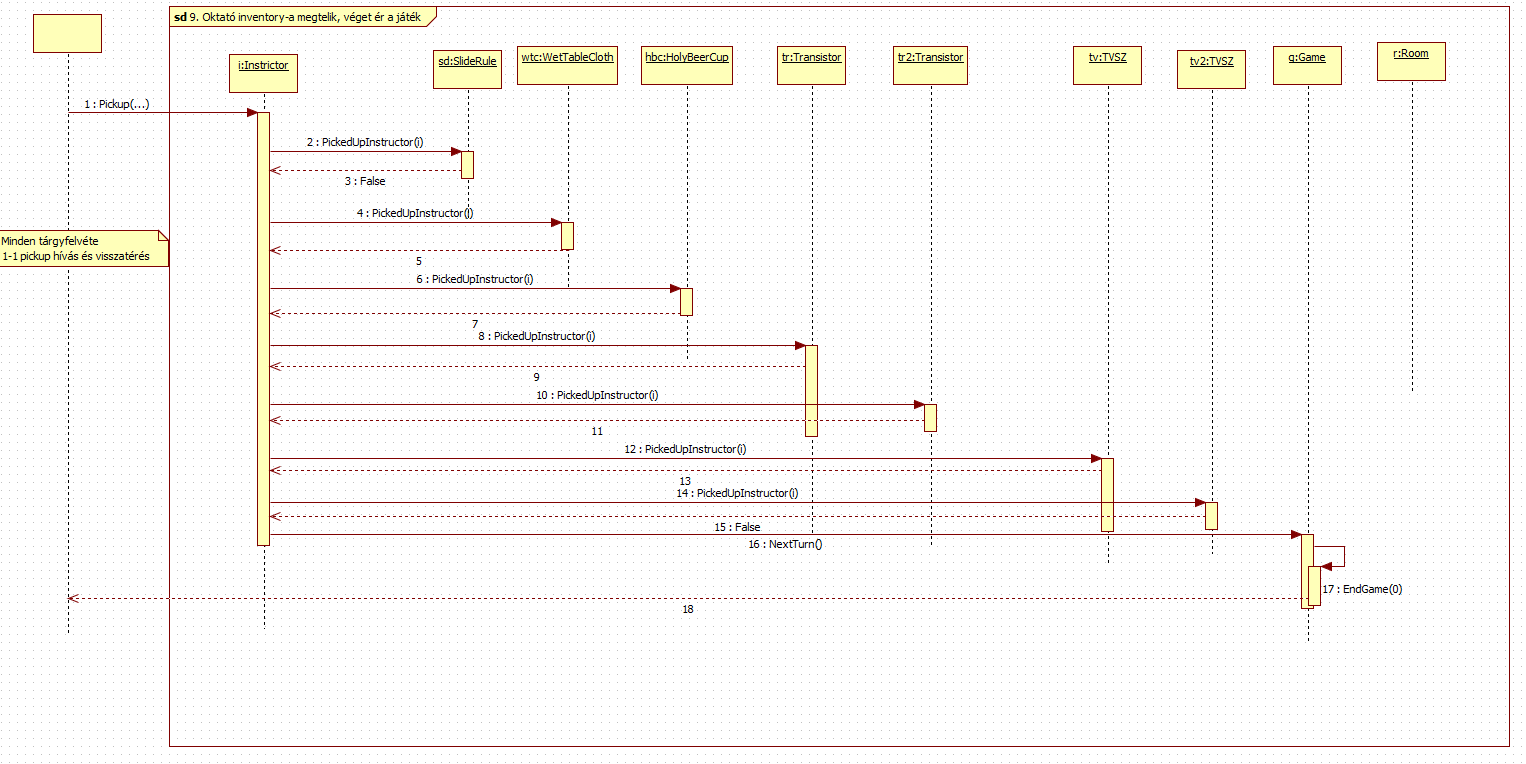 sd 9. Oktató inventory-a megtelik, véget ér a játék
i:Instrictor
sd:SlideRule
wtc:WetTableCloth
hbc:HolyBeerCup
tr:Transistor
tr2:Transistor
tv:TVSZ
tv2:TVSZ
g:Game
r:Room
1 : Pickup(...)
2 : PickedUpInstructor(i)
3 : False
4 : PickedUpInstructor(i)
Minden tárgyfelvéte
1-1 pickup hívás és visszatérés
5
6 : PickedUpInstructor(i)
7
8 : PickedUpInstructor(i)
9
10 : PickedUpInstructor(i)
11
12 : PickedUpInstructor(i)
13
14 : PickedUpInstructor(i)
15 : False
16 : NextTurn()
17 : EndGame(0)
18